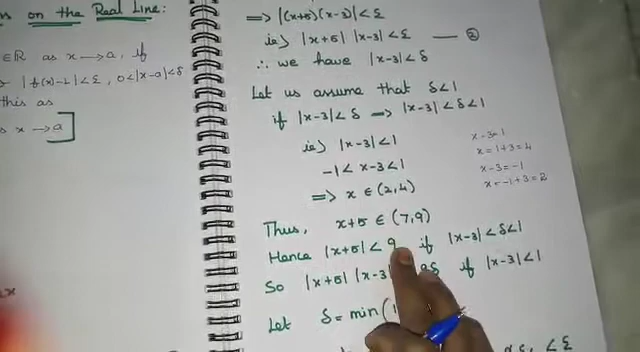 on the Real Line:
∈R as x→a, if
|f(x)-L|<ε, 0<|x-a|<δ
this as
x→a]
=> |(x+5)(x-3)|<ε
ie) |x+5| |x-3|<ε — ②
∴ we have |x-3|<δ
Let us assume that δ<1
if |x-3|<δ => |x-3|<δ<1
ie) |x-3|<1
-1<x-3<1
=> x ∈ (2,4)
x-3=1
x=1+3=4
x-3=-1
x=-1+3=2
Thus, x+5 ∈ (7,9)
Hence |x+5|<9 if |x-3|<δ<1
So |x+5| |x-3| 9δ if |x-3|<1
Let δ=min(
<ε